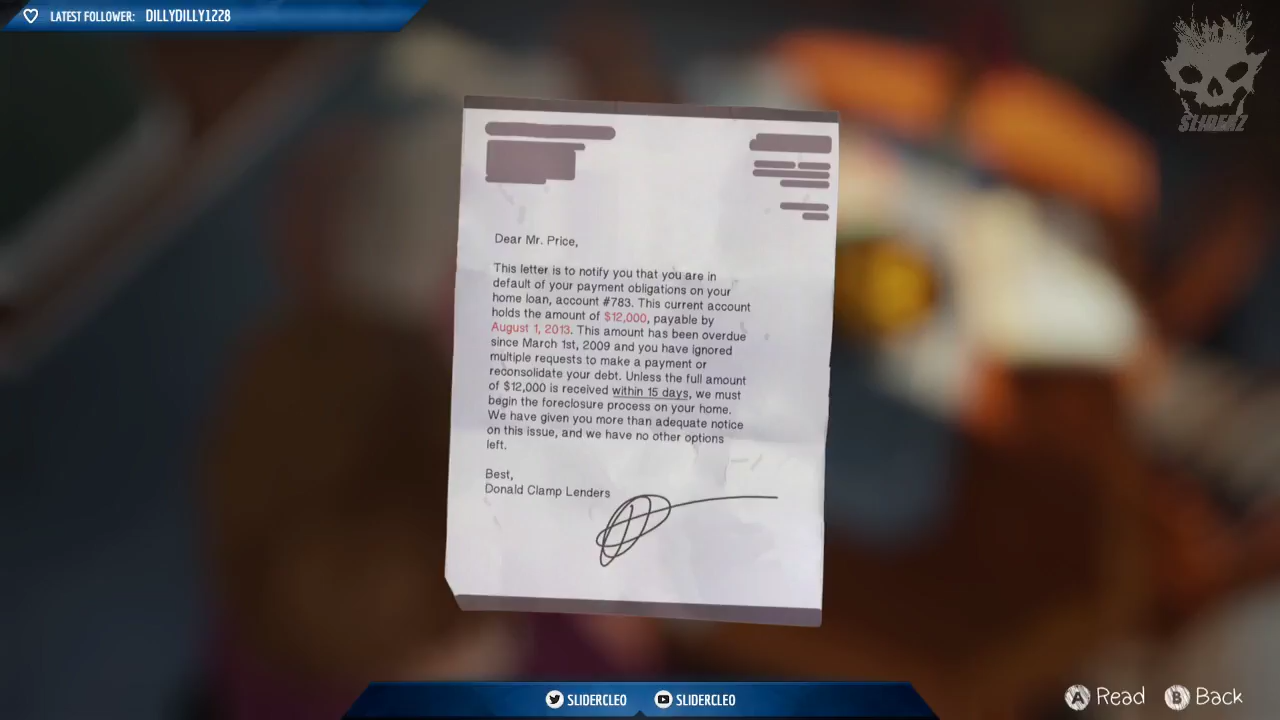 LATEST FOLLOWER: DILLYDILLY1228
SLIDERZ
Dear Mr. Price,
This letter is to notify you that you are in
default of your payment obligations on your
home loan, account #783. This current account
holds the amount of $12,000, payable by
August 1, 2013. This amount has been overdue
since March 1st, 2009 and you have ignored
multiple requests to make a payment or
reconsolidate your debt. Unless the full amount
of $12,000 is received within 15 days, we must
begin the foreclosure process on your home.
We have given you more than adequate notice
on this issue, and we have no other options
left.
Best,
Donald Clamp Lenders
A Read B Back
SLIDERCLEO SLIDERCLEO